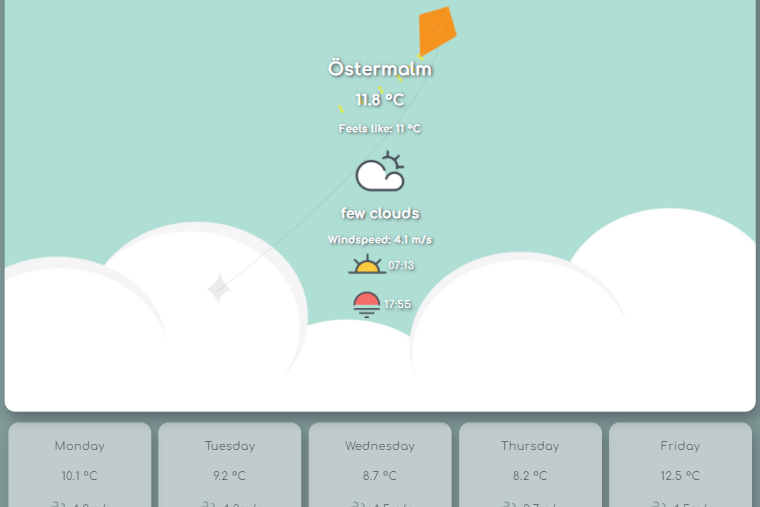 Östermalm
11.8 °C
Feels like: 11 °C
few clouds
Windspeed: 4.1 m/s
07:13
17:55
Monday Tuesday Wednesday Thursday Friday
10.1 °C 9.2 °C 8.7 °C 8.2 °C 12.5 °C